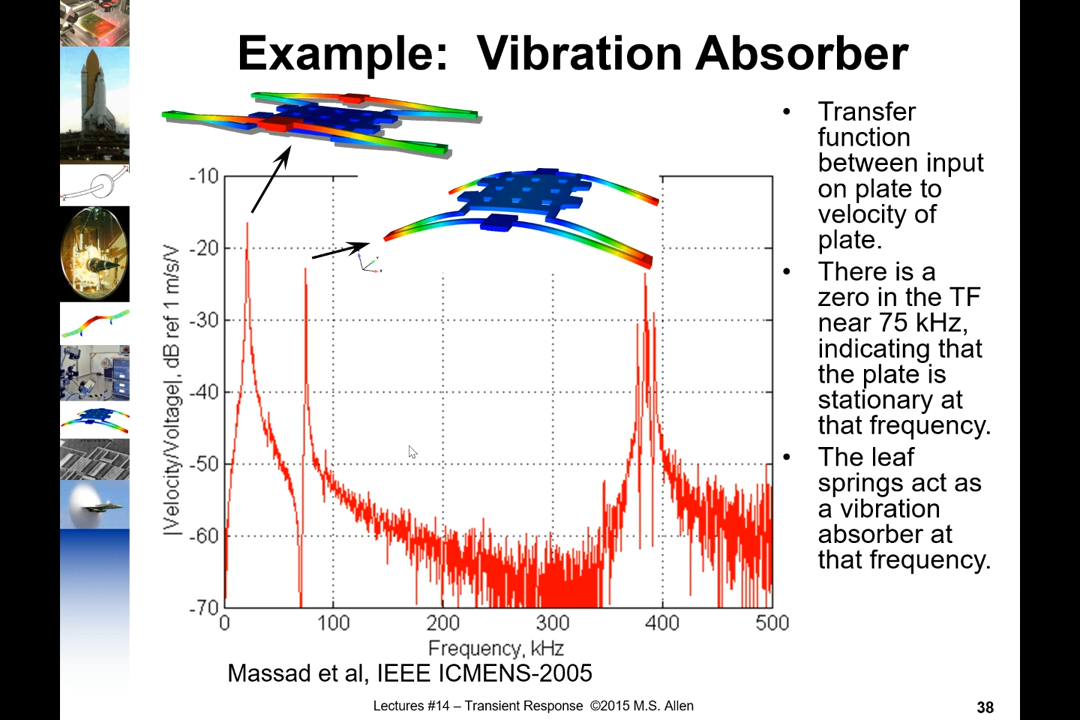 Example:  Vibration Absorber
• Transfer
function
between input
on plate to
velocity of
plate.
• There is a
zero in the TF
near 75 kHz,
indicating that
the plate is
stationary at
that frequency.
• The leaf
springs act as
a vibration
absorber at
that frequency.
|Velocity/Voltage|, dB ref 1 m/s/V
-10
-20
-30
-40
-50
-60
-70
0 100 200 300 400 500
Frequency, kHz
Massad et al, IEEE ICMENS-2005
Lectures #14 – Transient Response ©2015 M.S. Allen
38